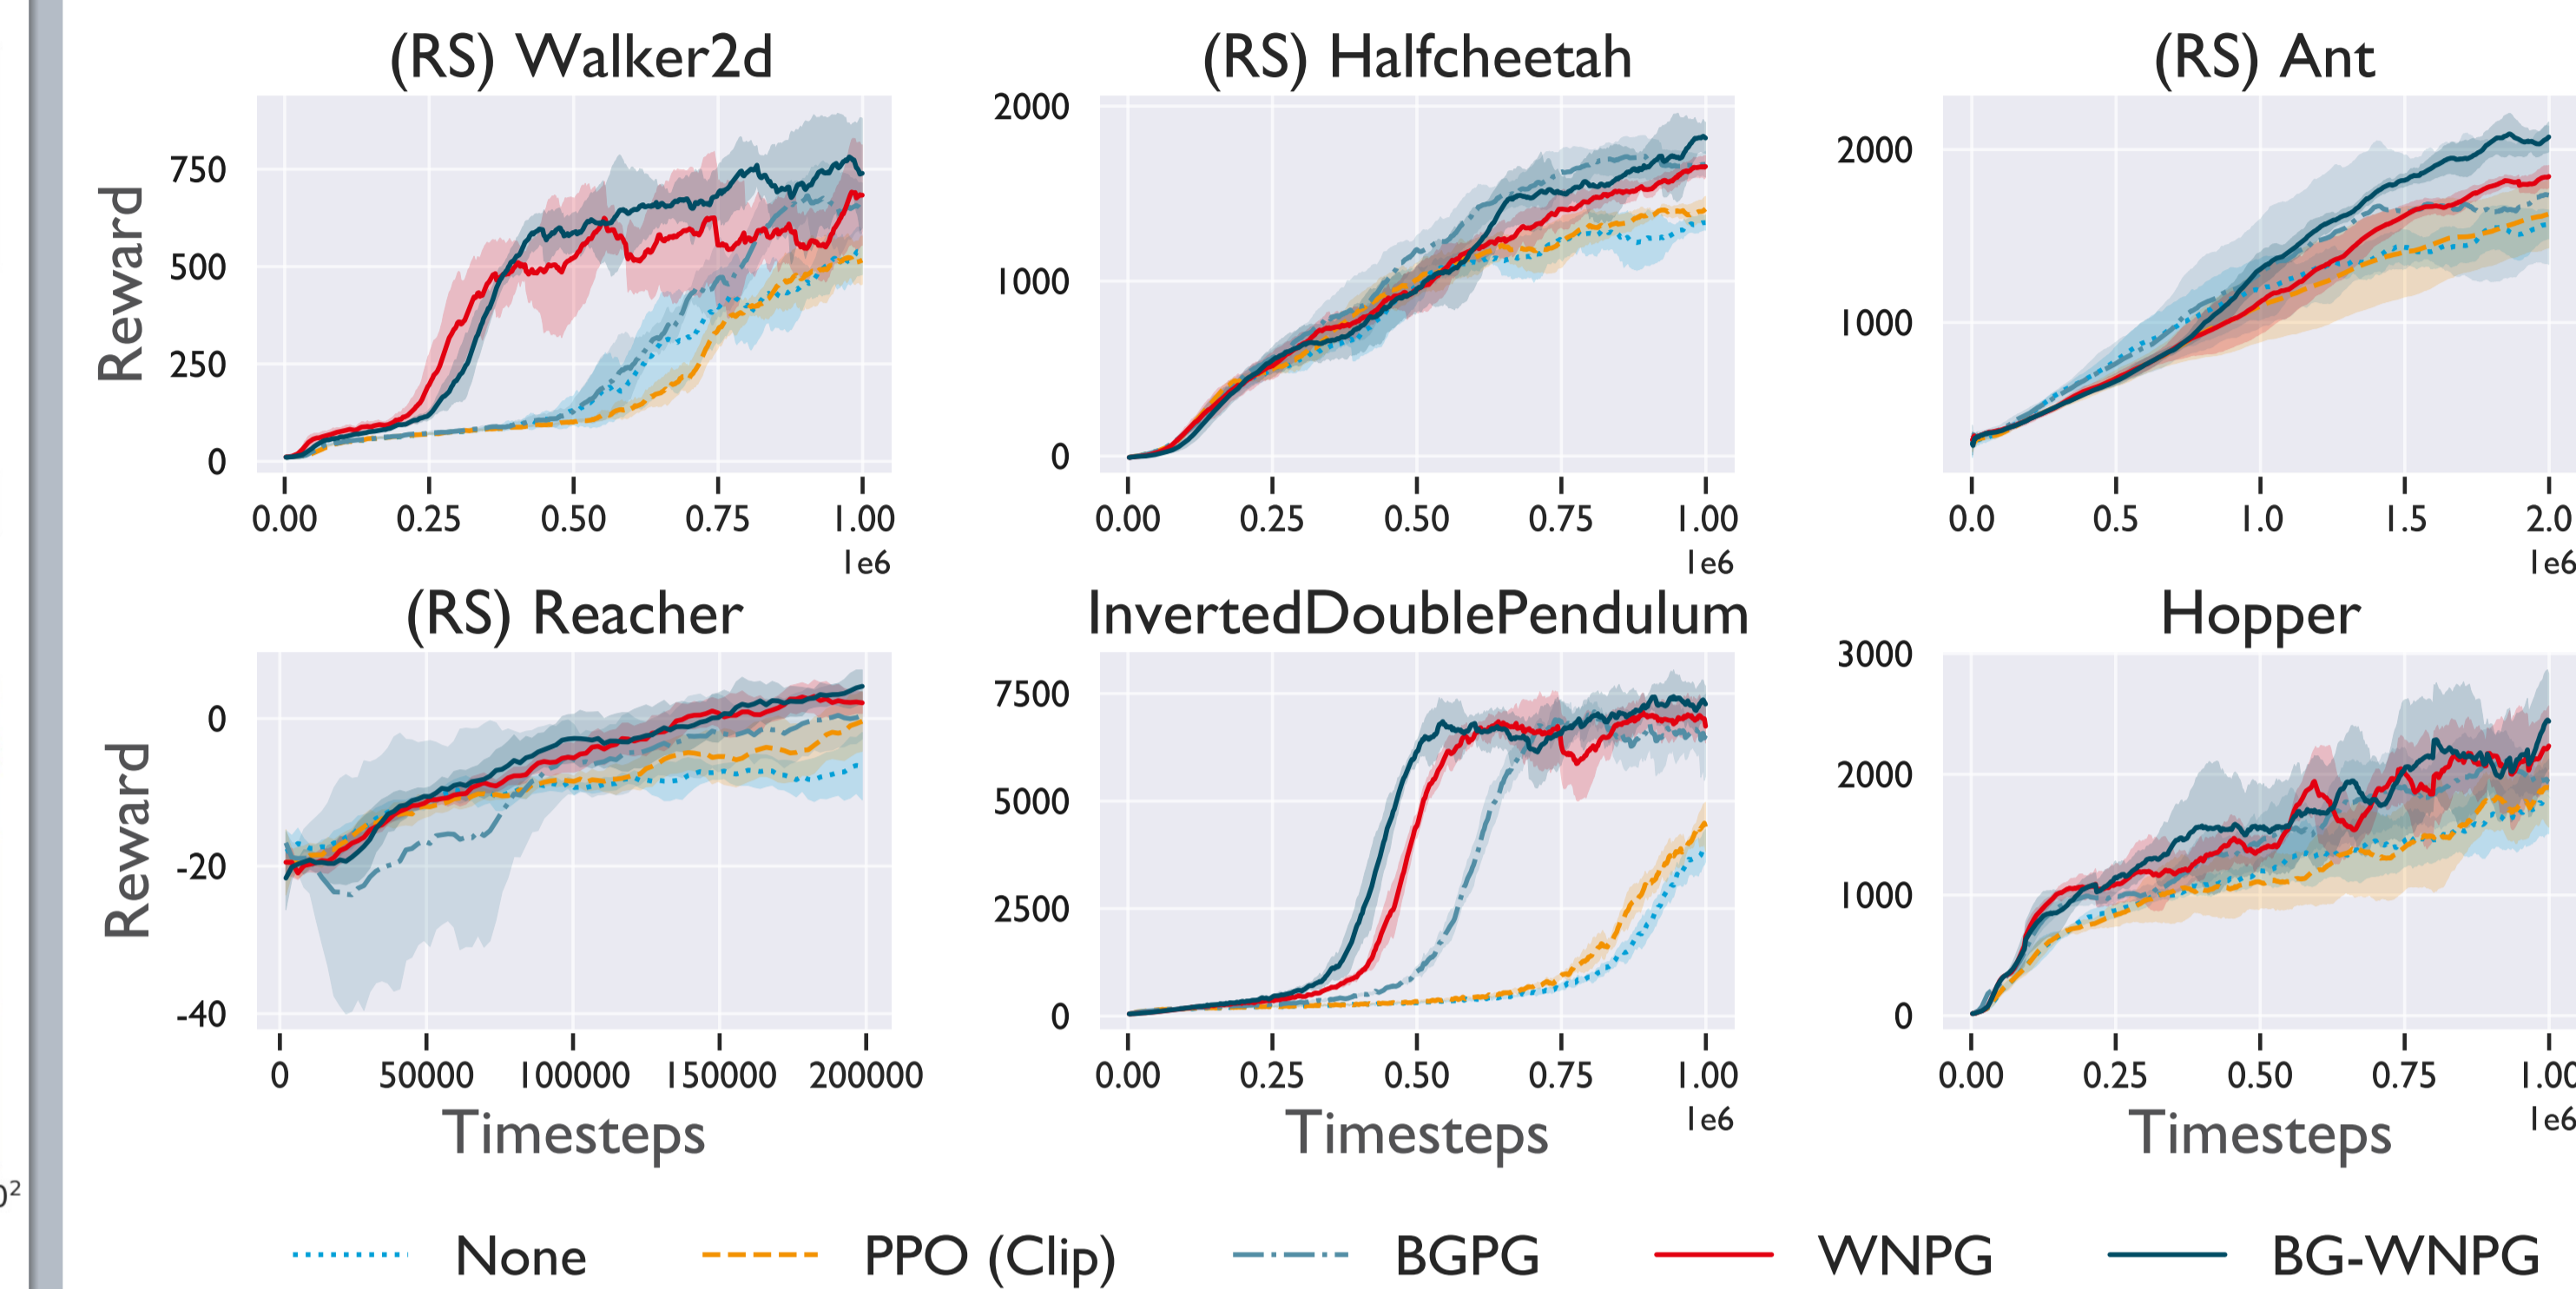 (RS) Walker2d
(RS) Halfcheetah
(RS) Ant
Reward
750
500
250
0
0.00 0.25 0.50 0.75 1.00
1e6
2000
1000
0
0.00 0.25 0.50 0.75 1.00
1e6
2000
1000
0.0 0.5 1.0 1.5 2.0
1e6
(RS) Reacher
InvertedDoublePendulum
Hopper
Reward
0
-20
-40
0 50000 100000 150000 200000
Timesteps
7500
5000
2500
0
0.00 0.25 0.50 0.75 1.00
1e6
Timesteps
3000
2000
1000
0
0.00 0.25 0.50 0.75 1.00
1e6
Timesteps
None PPO (Clip) BGPG WNPG BG-WNPG